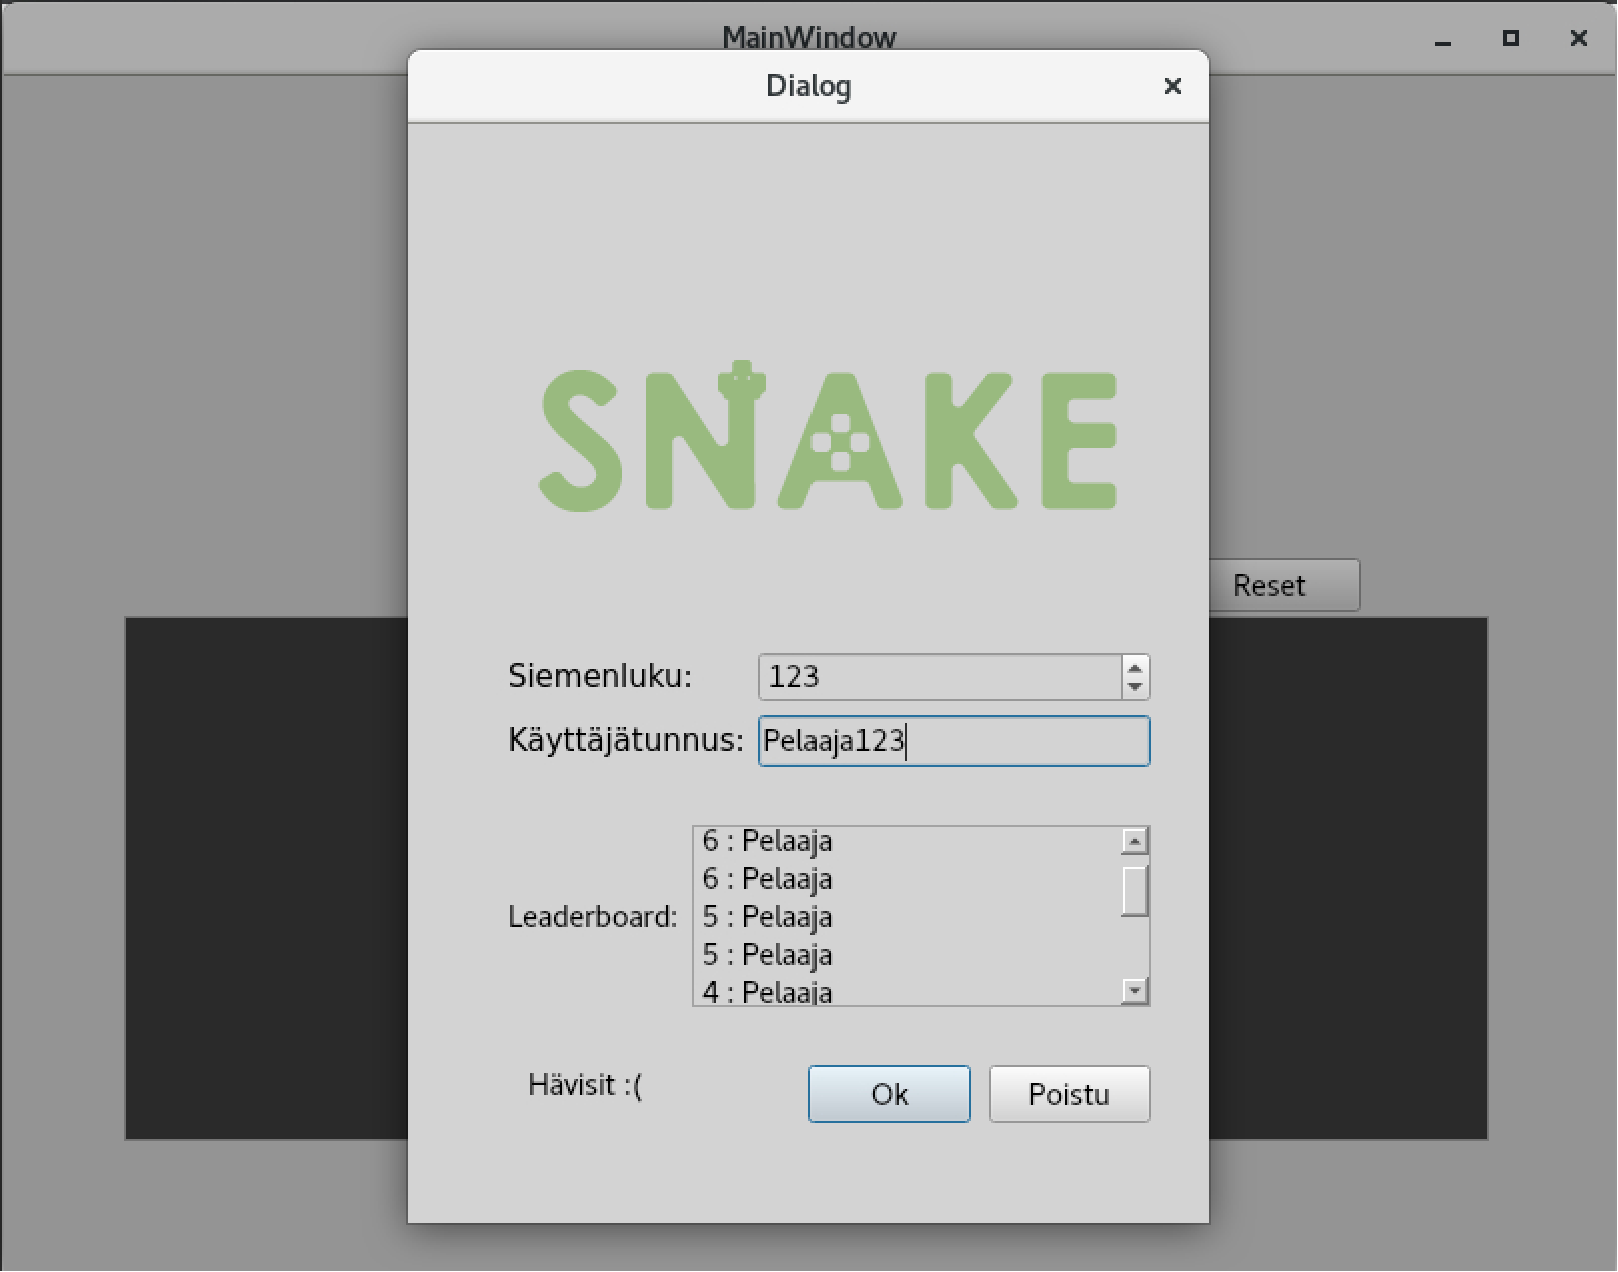 MainWindow
Dialog
SNAKE
Reset
Siemenluku: 123
Käyttäjätunnus: Pelaaja123
6 : Pelaaja
6 : Pelaaja
Leaderboard: 5 : Pelaaja
5 : Pelaaja
4 : Pelaaja
Hävisit :( Ok Poistu